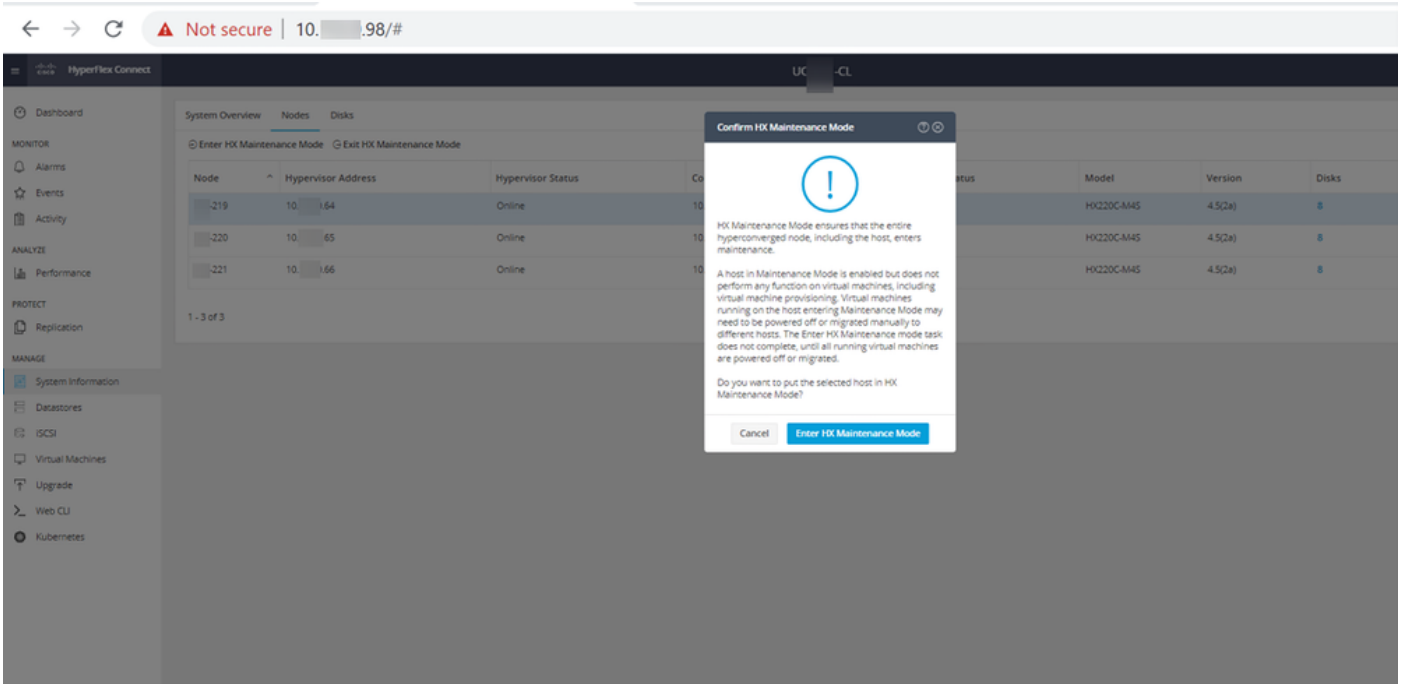 Not secure | 10. .98/#
cisco HyperFlex Connect UC -CL
Dashboard
MONITOR
Alarms
Events
Activity
ANALYZE
Performance
PROTECT
Replication
MANAGE
System Information
Datastores
iSCSI
Virtual Machines
Upgrade
Web CLI
Kubernetes
System Overview Nodes Disks
Enter HX Maintenance Mode Exit HX Maintenance Mode
Node Hypervisor Address Hypervisor Status Co atus Model Version Disks
-219 10. .64 Online 10 HX220C-M4S 4.5(2a) 8
-220 10. 65 Online 10 HX220C-M4S 4.5(2a) 8
-221 10. .66 Online 10 HX220C-M4S 4.5(2a) 8
1 - 3 of 3
Confirm HX Maintenance Mode
HX Maintenance Mode ensures that the entire
hyperconverged node, including the host, enters
maintenance.
A host in Maintenance Mode is enabled but does not
perform any function on virtual machines, including
virtual machine provisioning. Virtual machines
running on the host entering Maintenance Mode may
need to be powered off or migrated manually to
different hosts. The Enter HX Maintenance mode task
does not complete, until all running virtual machines
are powered off or migrated.
Do you want to put the selected host in HX
Maintenance Mode?
Cancel Enter HX Maintenance Mode